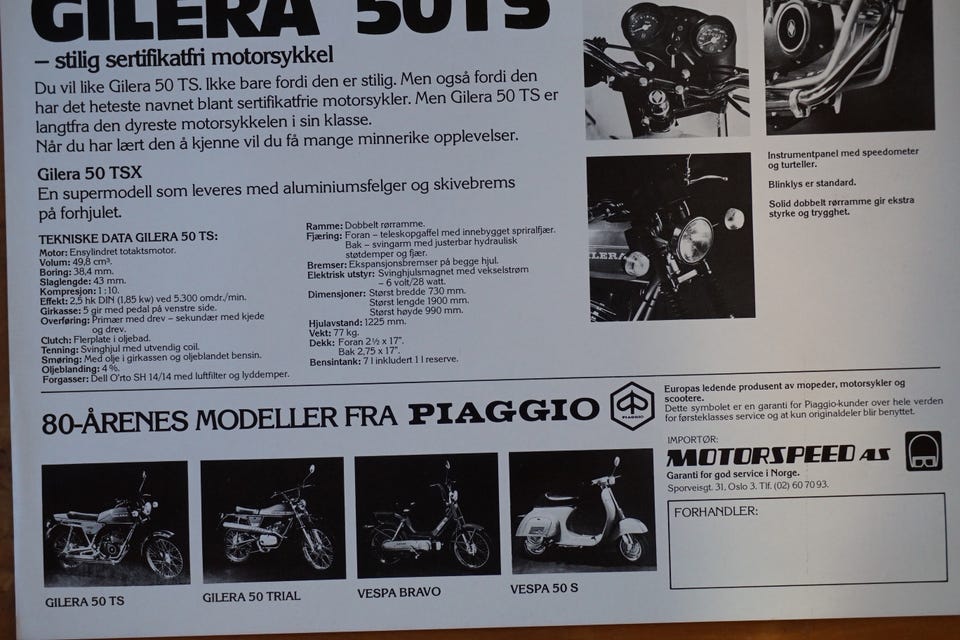 GILERA 50TS
– stilig sertifikatfri motorsykkel
Du vil like Gilera 50 TS. Ikke bare fordi den er stilig. Men også fordi den
har det heteste navnet blant sertifikatfrie motorsykler. Men Gilera 50 TS er
langtfra den dyreste motorsykkelen i sin klasse.
Når du har lært den å kjenne vil du få mange minnerike opplevelser.
Gilera 50 TSX
En supermodell som leveres med aluminiumsfelger og skivebrems
på forhjulet.
TEKNISKE DATA GILERA 50 TS:
Motor: Ensylindret totaktsmotor.
Volum: 49,8 cm³.
Boring: 38,4 mm.
Slaglengde: 43 mm.
Kompresjon: 1 : 10.
Effekt: 2,5 hk DIN (1,85 kw) ved 5.300 omdr./min.
Girkasse: 5 gir med pedal på venstre side.
Overføring: Primær med drev – sekundær med kjede
og drev.
Clutch: Flerplate i oljebad.
Tenning: Svinghjul med utvendig coil.
Smøring: Med olje i girkassen og oljeblandet bensin.
Oljeblanding: 4 %.
Forgasser: Dell O'rto SH 14/14 med luftfilter og lyddemper.
Ramme: Dobbelt rørramme.
Fjæring: Foran – teleskopgaffel med innebygget spiralfjær.
Bak – svingarm med justerbar hydraulisk
støtdemper og fjær.
Bremser: Ekspansjonsbremser på begge hjul.
Elektrisk utstyr: Svinghjulsmagnet med vekselstrøm
– 6 volt/28 watt.
Dimensjoner: Størst bredde 730 mm.
Størst lengde 1900 mm.
Størst høyde 990 mm.
Hjulavstand: 1225 mm.
Vekt: 77 kg.
Dekk: Foran 2½ x 17".
Bak 2,75 x 17".
Bensintank: 7 l inkludert 1 l reserve.
Instrumentpanel med speedometer
og turteller.
Blinklys er standard.
Solid dobbelt rørramme gir ekstra
styrke og trygghet.
LERA
80-ÅRENES MODELLER FRA PIAGGIO
PIAGGIO
Europas ledende produsent av mopeder, motorsykler og
scootere.
Dette symbolet er en garanti for Piaggio-kunder over hele verden
for førsteklasses service og at kun originaldeler blir benyttet.
IMPORTØR:
MOTORSPEED AS
Garanti for god service i Norge.
Sporveisgt. 31, Oslo 3. Tlf. (02) 60 70 93.
FORHANDLER:
GILERA 50 TS
GILERA 50 TRIAL
VESPA BRAVO
VESPA 50 S